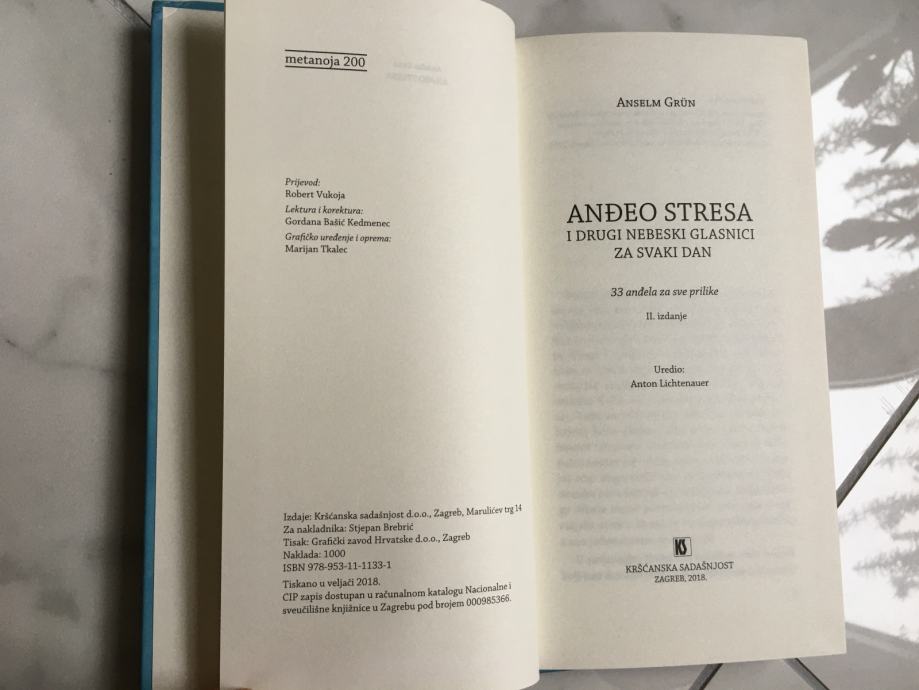 metanoja 200
Prijevod:
Robert Vukoja
Lektura i korektura:
Gordana Bašić Kedmenec
Grafičko uređenje i oprema:
Marijan Tkalec
Izdaje: Kršćanska sadašnjost d.o.o., Zagreb, Marulićev trg 14
Za nakladnika: Stjepan Brebrić
Tisak: Grafički zavod Hrvatske d.o.o., Zagreb
Naklada: 1000
ISBN 978-953-11-1133-1
Tiskano u veljači 2018.
CIP zapis dostupan u računalnom katalogu Nacionalne i
sveučilišne knjižnice u Zagrebu pod brojem 000985366.
Anselm Grün
ANĐEO STRESA
I DRUGI NEBESKI GLASNICI
ZA SVAKI DAN
33 anđela za sve prilike
II. izdanje
Uredio:
Anton Lichtenauer
KS
KRŠĆANSKA SADAŠNJOST
ZAGREB, 2018.